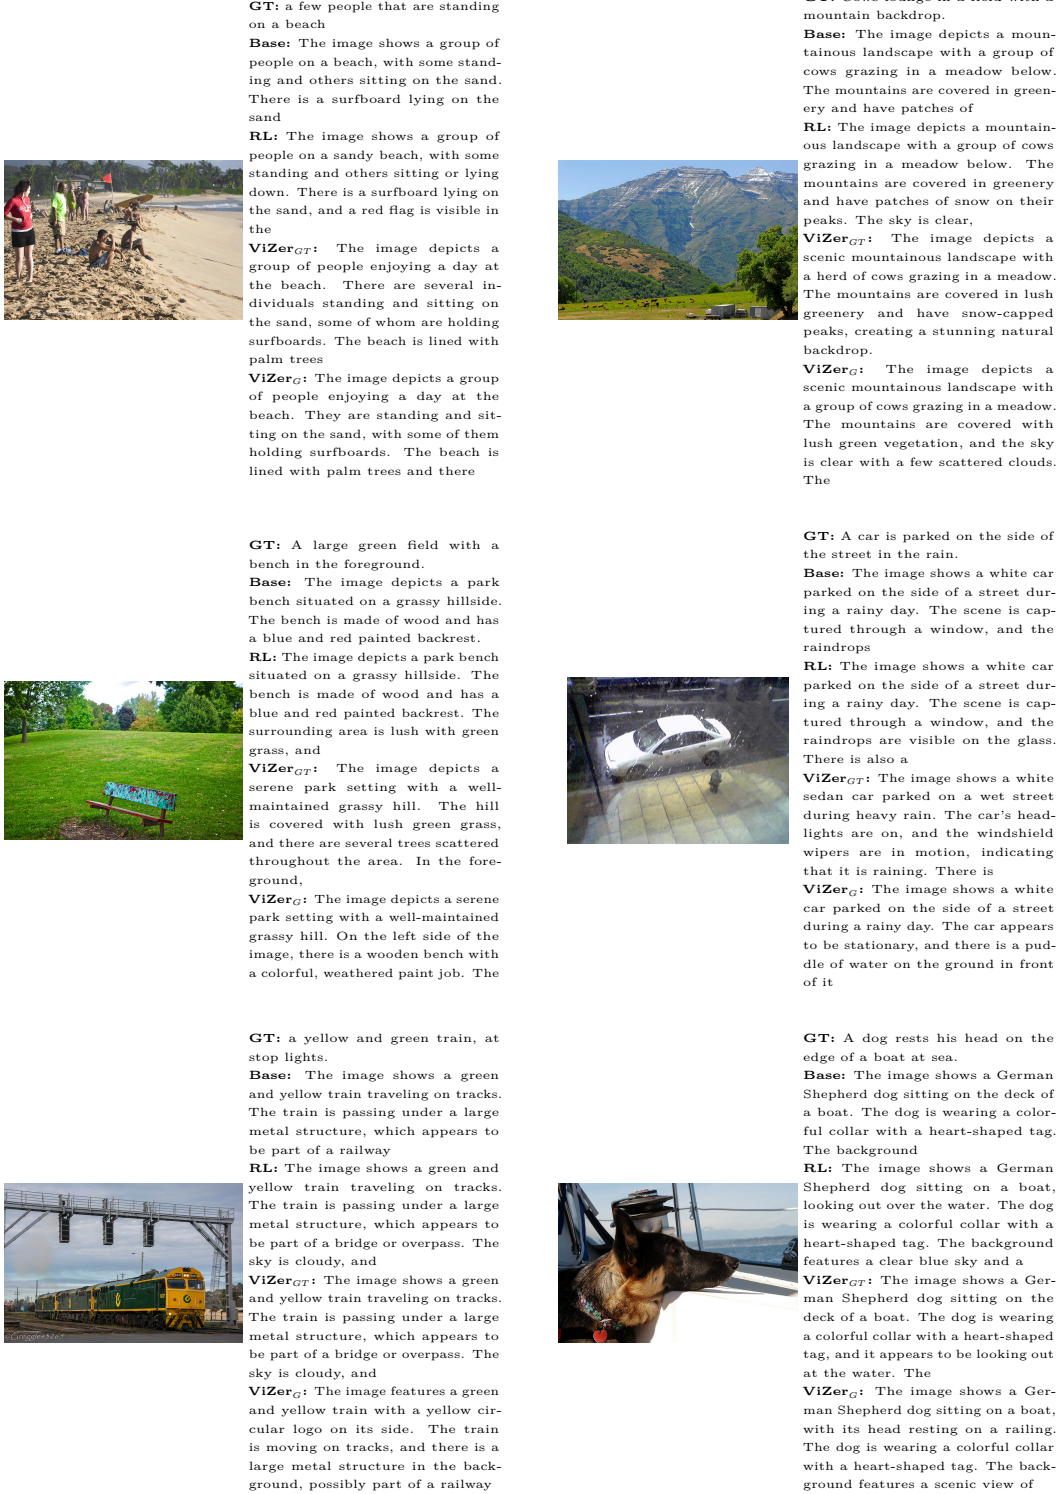 GT: a few people that are standing
on a beach
Base: The image shows a group of
people on a beach, with some stand-
ing and others sitting on the sand.
There is a surfboard lying on the
sand
RL: The image shows a group of
people on a sandy beach, with some
standing and others sitting or lying
down. There is a surfboard lying on
the sand, and a red flag is visible in
the
ViZerGT: The image depicts a
group of people enjoying a day at
the beach. There are several in-
dividuals standing and sitting on
the sand, some of whom are holding
surfboards. The beach is lined with
palm trees
ViZerG: The image depicts a group
of people enjoying a day at the
beach. They are standing and sit-
ting on the sand, with some of them
holding surfboards. The beach is
lined with palm trees and there
mountain backdrop.
Base: The image depicts a moun-
tainous landscape with a group of
cows grazing in a meadow below.
The mountains are covered in green-
ery and have patches of
RL: The image depicts a mountain-
ous landscape with a group of cows
grazing in a meadow below. The
mountains are covered in greenery
and have patches of snow on their
peaks. The sky is clear,
ViZerGT: The image depicts a
scenic mountainous landscape with
a herd of cows grazing in a meadow.
The mountains are covered in lush
greenery and have snow-capped
peaks, creating a stunning natural
backdrop.
ViZerG: The image depicts a
scenic mountainous landscape with
a group of cows grazing in a meadow.
The mountains are covered with
lush green vegetation, and the sky
is clear with a few scattered clouds.
The
GT: A large green field with a
bench in the foreground.
Base: The image depicts a park
bench situated on a grassy hillside.
The bench is made of wood and has
a blue and red painted backrest.
RL: The image depicts a park bench
situated on a grassy hillside. The
bench is made of wood and has a
blue and red painted backrest. The
surrounding area is lush with green
grass, and
ViZerGT: The image depicts a
serene park setting with a well-
maintained grassy hill. The hill
is covered with lush green grass,
and there are several trees scattered
throughout the area. In the fore-
ground,
ViZerG: The image depicts a serene
park setting with a well-maintained
grassy hill. On the left side of the
image, there is a wooden bench with
a colorful, weathered paint job. The
GT: A car is parked on the side of
the street in the rain.
Base: The image shows a white car
parked on the side of a street dur-
ing a rainy day. The scene is cap-
tured through a window, and the
raindrops
RL: The image shows a white car
parked on the side of a street dur-
ing a rainy day. The scene is cap-
tured through a window, and the
raindrops are visible on the glass.
There is also a
ViZerGT: The image shows a white
sedan car parked on a wet street
during heavy rain. The car's head-
lights are on, and the windshield
wipers are in motion, indicating
that it is raining. There is
ViZerG: The image shows a white
car parked on the side of a street
during a rainy day. The car appears
to be stationary, and there is a pud-
dle of water on the ground in front
of it
GT: a yellow and green train, at
stop lights.
Base: The image shows a green
and yellow train traveling on tracks.
The train is passing under a large
metal structure, which appears to
be part of a railway
RL: The image shows a green and
yellow train traveling on tracks.
The train is passing under a large
metal structure, which appears to
be part of a bridge or overpass. The
sky is cloudy, and
ViZerGT: The image shows a green
and yellow train traveling on tracks.
The train is passing under a large
metal structure, which appears to
be part of a bridge or overpass. The
sky is cloudy, and
ViZerG: The image features a green
and yellow train with a yellow cir-
cular logo on its side. The train
is moving on tracks, and there is a
large metal structure in the back-
ground, possibly part of a railway
GT: A dog rests his head on the
edge of a boat at sea.
Base: The image shows a German
Shepherd dog sitting on the deck of
a boat. The dog is wearing a color-
ful collar with a heart-shaped tag.
The background
RL: The image shows a German
Shepherd dog sitting on a boat,
looking out over the water. The dog
is wearing a colorful collar with a
heart-shaped tag. The background
features a clear blue sky and a
ViZerGT: The image shows a Ger-
man Shepherd dog sitting on the
deck of a boat. The dog is wearing
a colorful collar with a heart-shaped
tag, and it appears to be looking out
at the water. The
ViZerG: The image shows a Ger-
man Shepherd dog sitting on a boat,
with its head resting on a railing.
The dog is wearing a colorful collar
with a heart-shaped tag. The back-
ground features a scenic view of